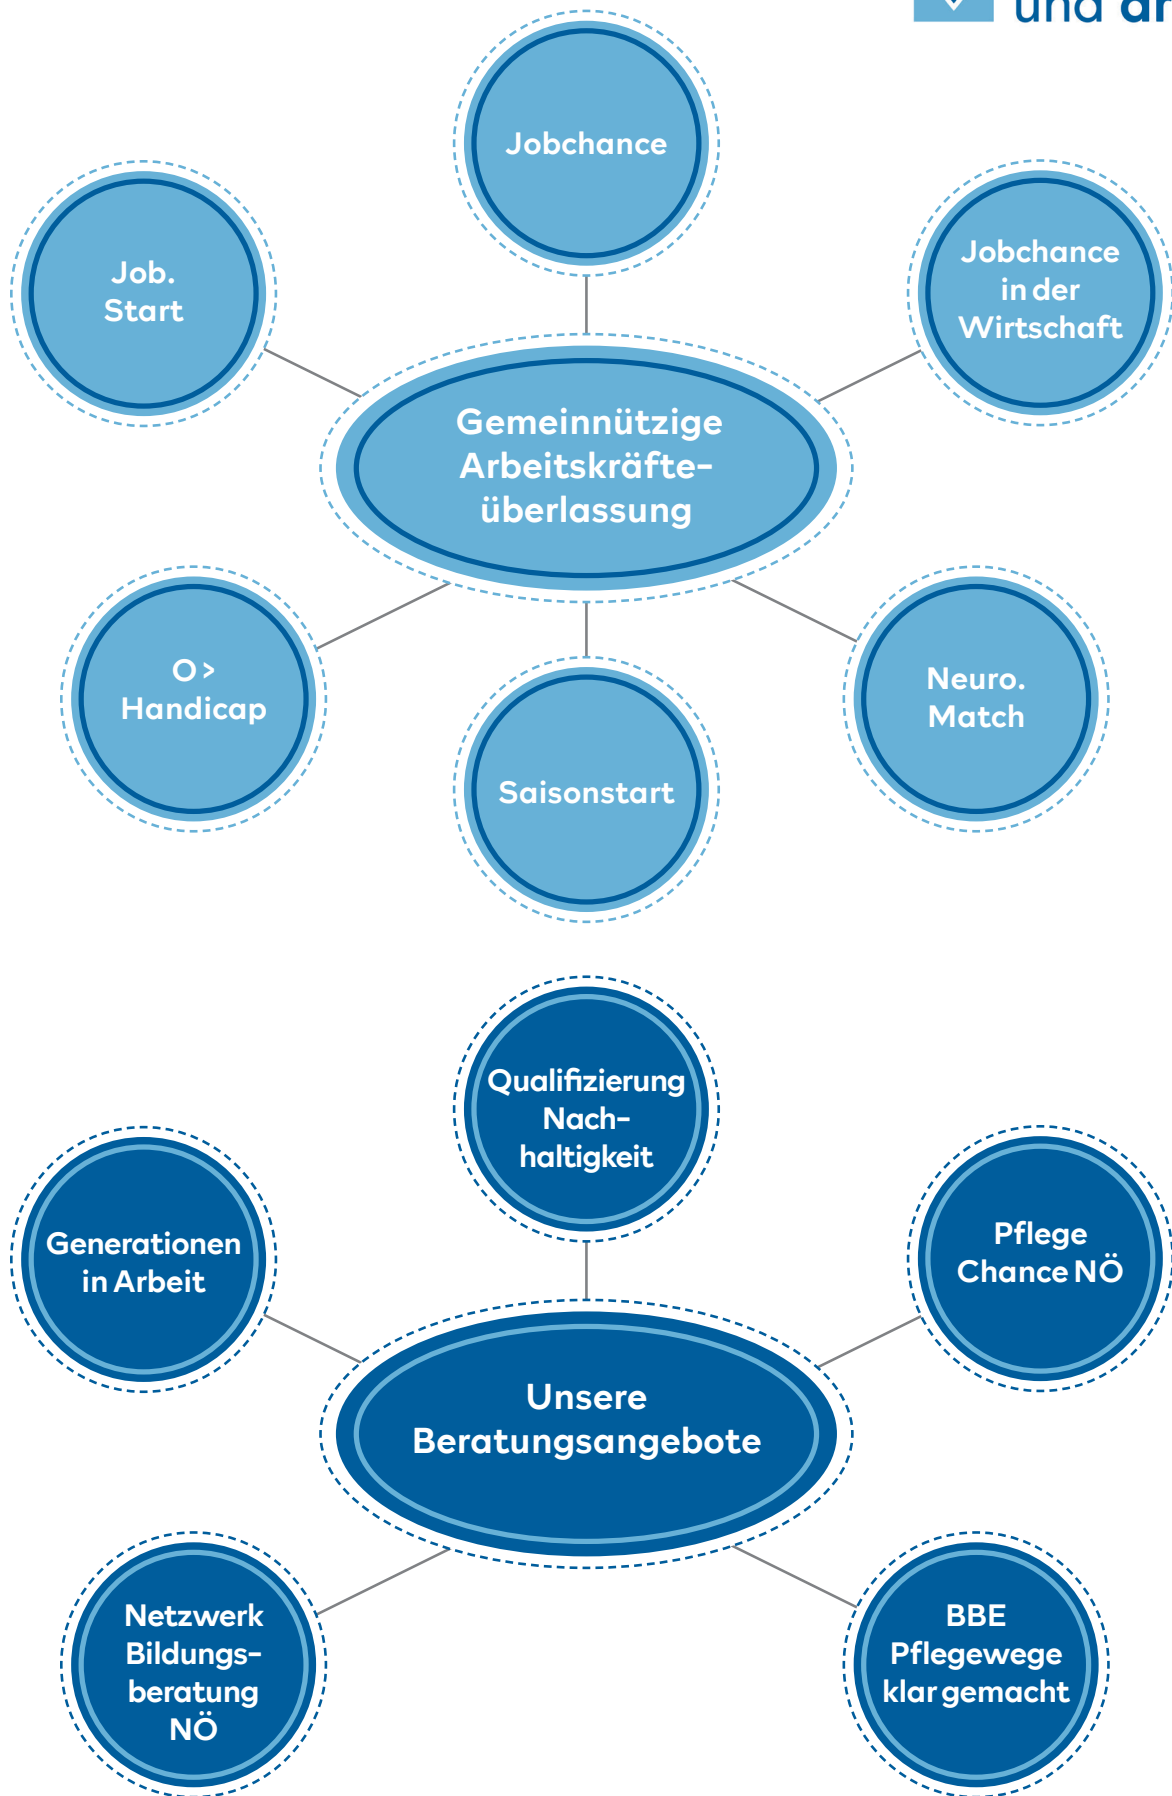 und
Jobchance
Job.
Start
Jobchance
in der
Wirtschaft
Gemeinnützige
Arbeitskräfte-
überlassung
O >
Handicap
Neuro.
Match
Saisonstart
Qualifizierung
Nach-
haltigkeit
Generationen
in Arbeit
Pflege
Chance NÖ
Unsere
Beratungsangebote
Netzwerk
Bildungs-
beratung
NÖ
BBE
Pflegewege
klar gemacht